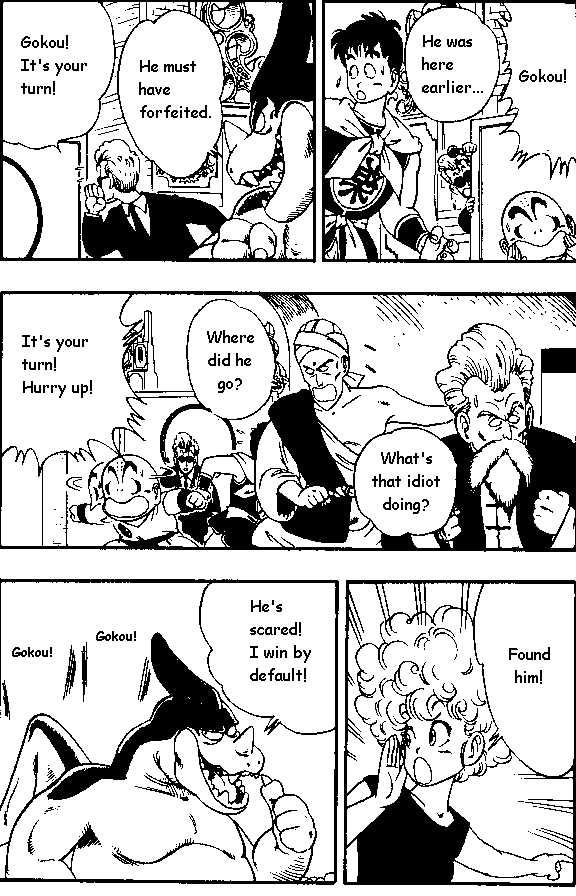 Gokou!
It's your
turn!
He must
have
forfeited.
He was
here
earlier...
Gokou!
It's your
turn!
Hurry up!
Where
did he
go?
What's
that idiot
doing?
Gokou!
Gokou!
He's
scared!
I win by
default!
Found
him!